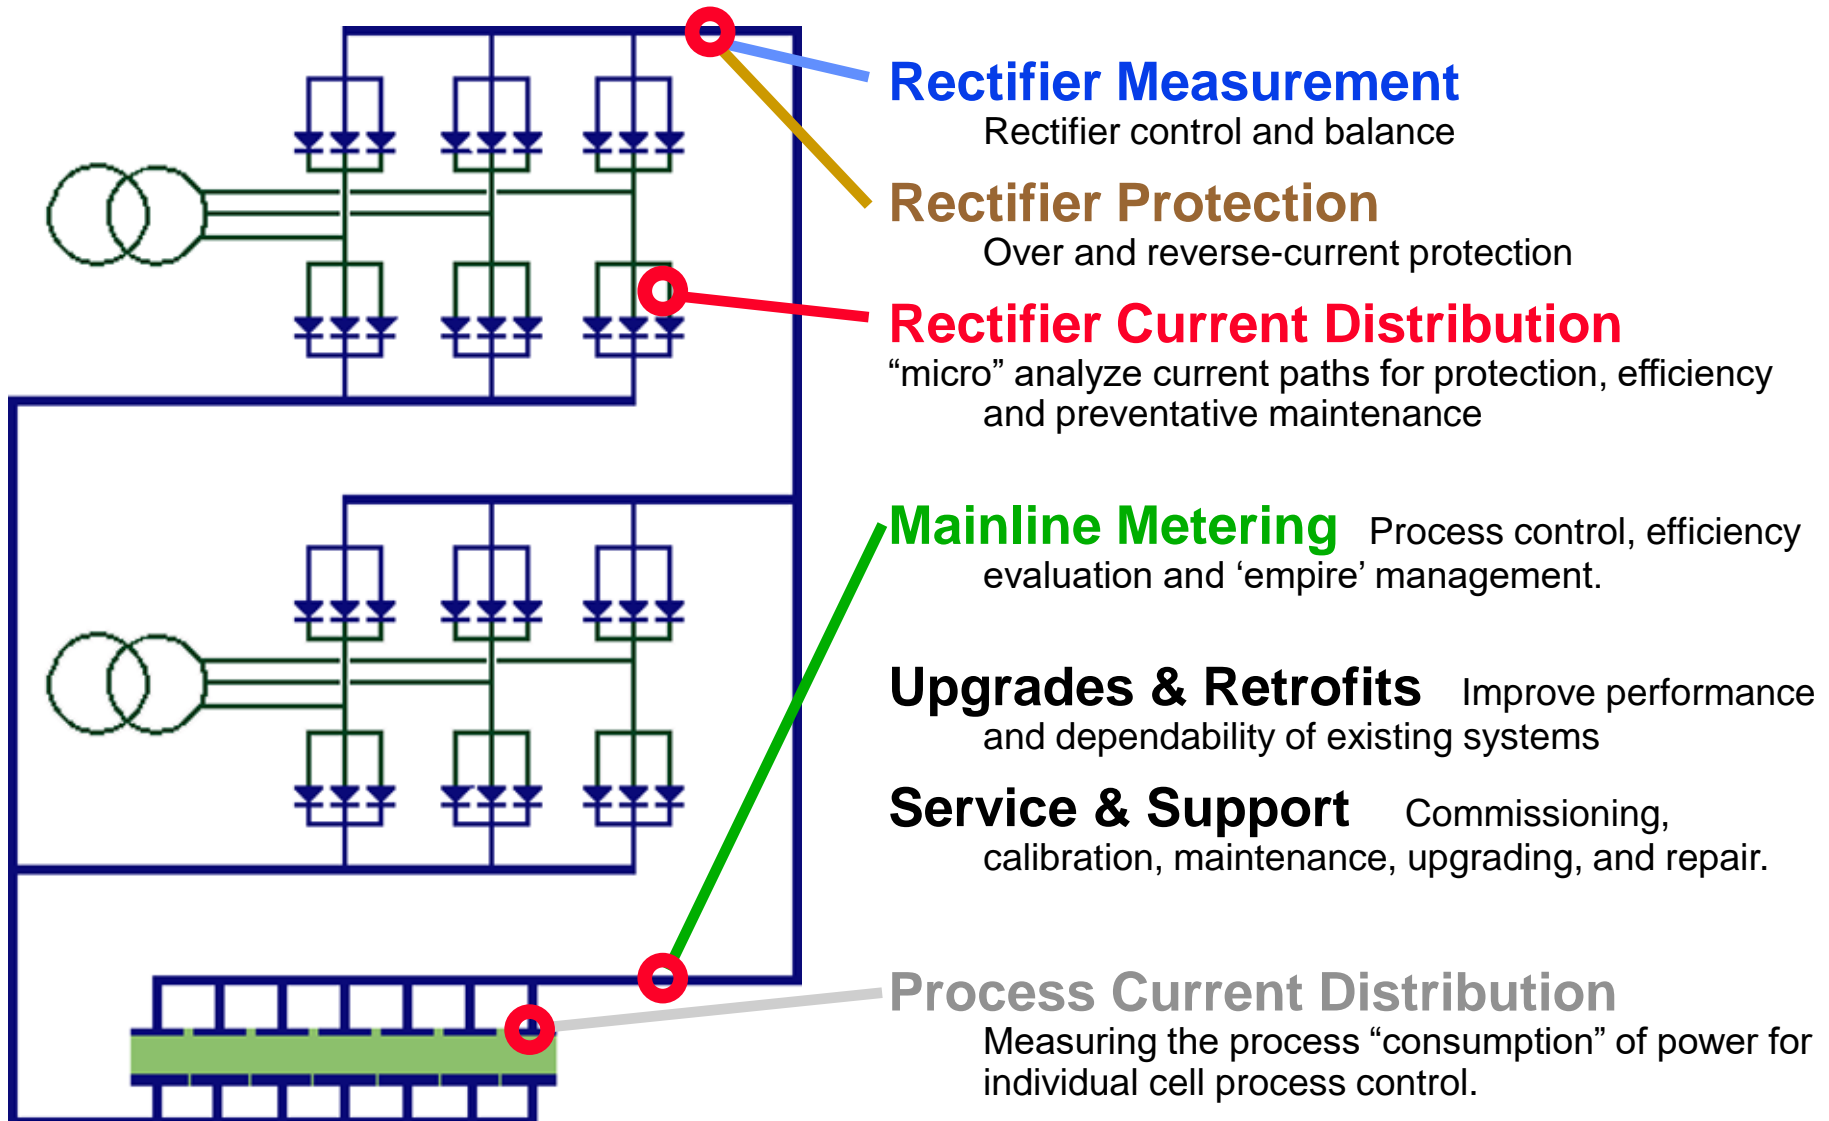 Rectifier Measurement
Rectifier control and balance
Rectifier Protection
Over and reverse-current protection
Rectifier Current Distribution
“micro” analyze current paths for protection, efficiency
and preventative maintenance
Mainline Metering Process control, efficiency
evaluation and ‘empire’ management.
Upgrades & Retrofits Improve performance
and dependability of existing systems
Service & Support Commissioning,
calibration, maintenance, upgrading, and repair.
Process Current Distribution
Measuring the process “consumption” of power for
individual cell process control.